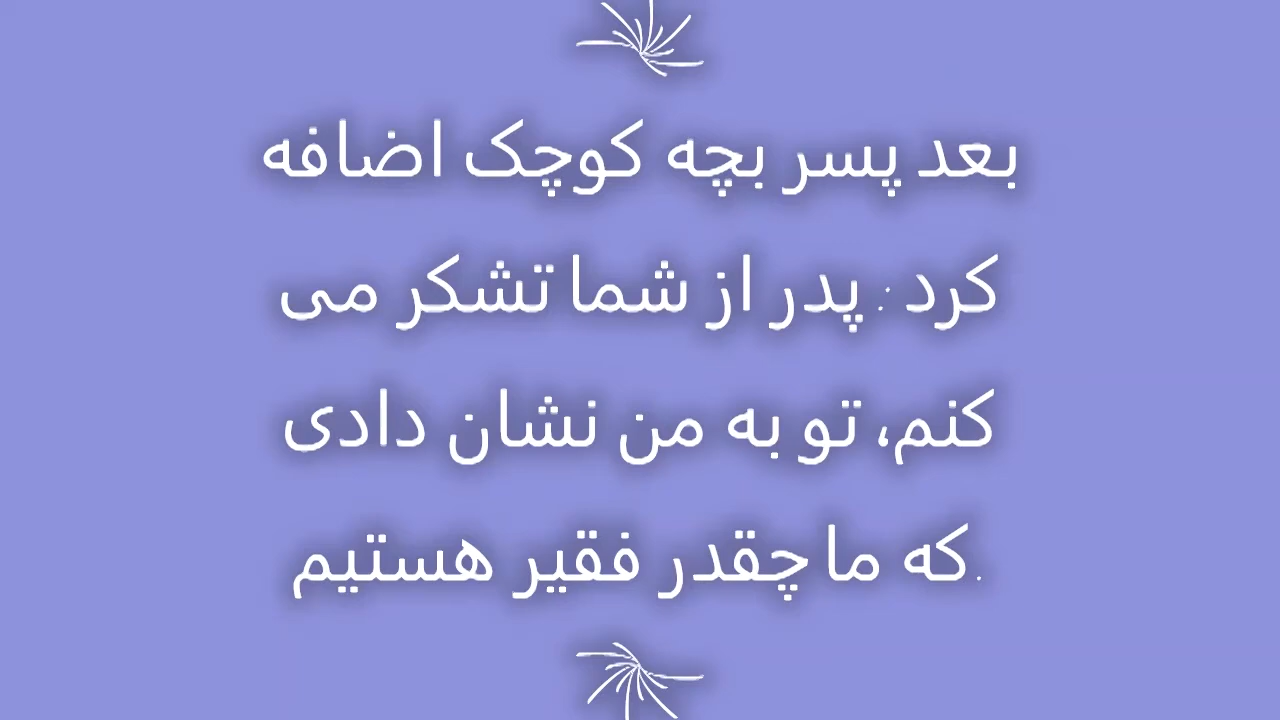 بعد پسر بچه کوچک اضافه
کرد : پدر از شما تشکر می
کنم، تو به من نشان دادی
که ما چقدر فقیر هستیم.